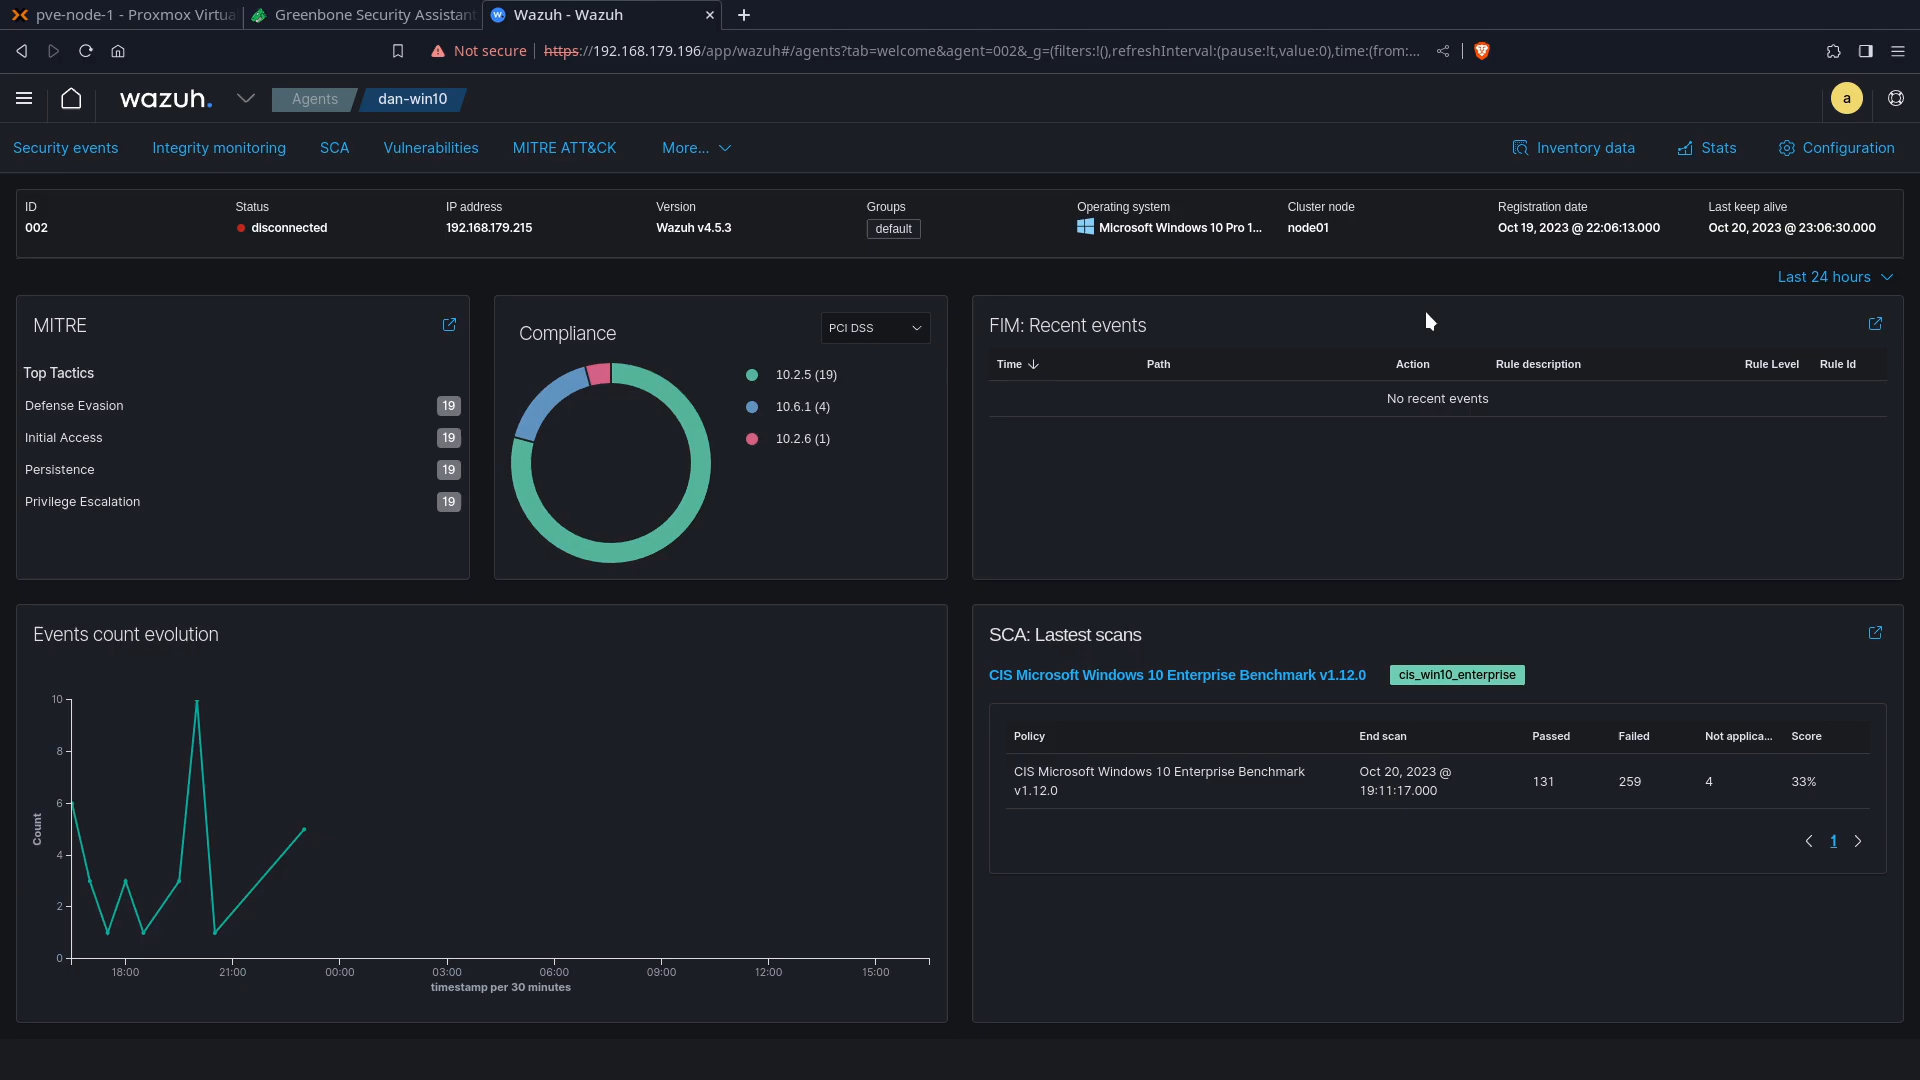 pve-node-1 - Proxmox Virtua
Greenbone Security Assistan
Wazuh - Wazuh
Not secure
https://192.168.179.196/app/wazuh#/agents?tab=welcome&agent=002&_g=(filters:!(),refreshInterval:(pause:!t,value:0),time:(from:...
wazuh.
Agents
dan-win10
a
Security events
Integrity monitoring
SCA
Vulnerabilities
MITRE ATT&CK
More...
Inventory data
Stats
Configuration
ID
002
Status
disconnected
IP address
192.168.179.215
Version
Wazuh v4.5.3
Groups
default
Operating system
Microsoft Windows 10 Pro 1...
Cluster node
node01
Registration date
Oct 19, 2023 @ 22:06:13.000
Last keep alive
Oct 20, 2023 @ 23:06:30.000
Last 24 hours
MITRE
Top Tactics
Defense Evasion 19
Initial Access 19
Persistence 19
Privilege Escalation 19
Compliance
PCI DSS
10.2.5 (19)
10.6.1 (4)
10.2.6 (1)
FIM: Recent events
Time Path Action Rule description Rule Level Rule Id
No recent events
Events count evolution
10
8
6
4
2
0
Count
18:00 21:00 00:00 03:00 06:00 09:00 12:00 15:00
timestamp per 30 minutes
SCA: Lastest scans
CIS Microsoft Windows 10 Enterprise Benchmark v1.12.0
cis_win10_enterprise
Policy End scan Passed Failed Not applica... Score
CIS Microsoft Windows 10 Enterprise Benchmark
v1.12.0
Oct 20, 2023 @
19:11:17.000
131 259 4 33%
1